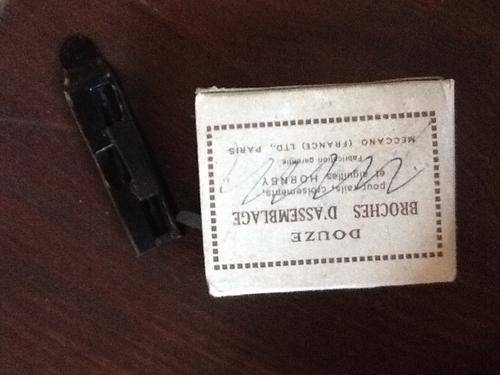 DOUZE
BROCHES D'ASSEMBLAGE
pour rails, croisements,
et aiguilles HORNBY
Fabrication garantie
MECCANO (FRANCE) LTD., PARIS